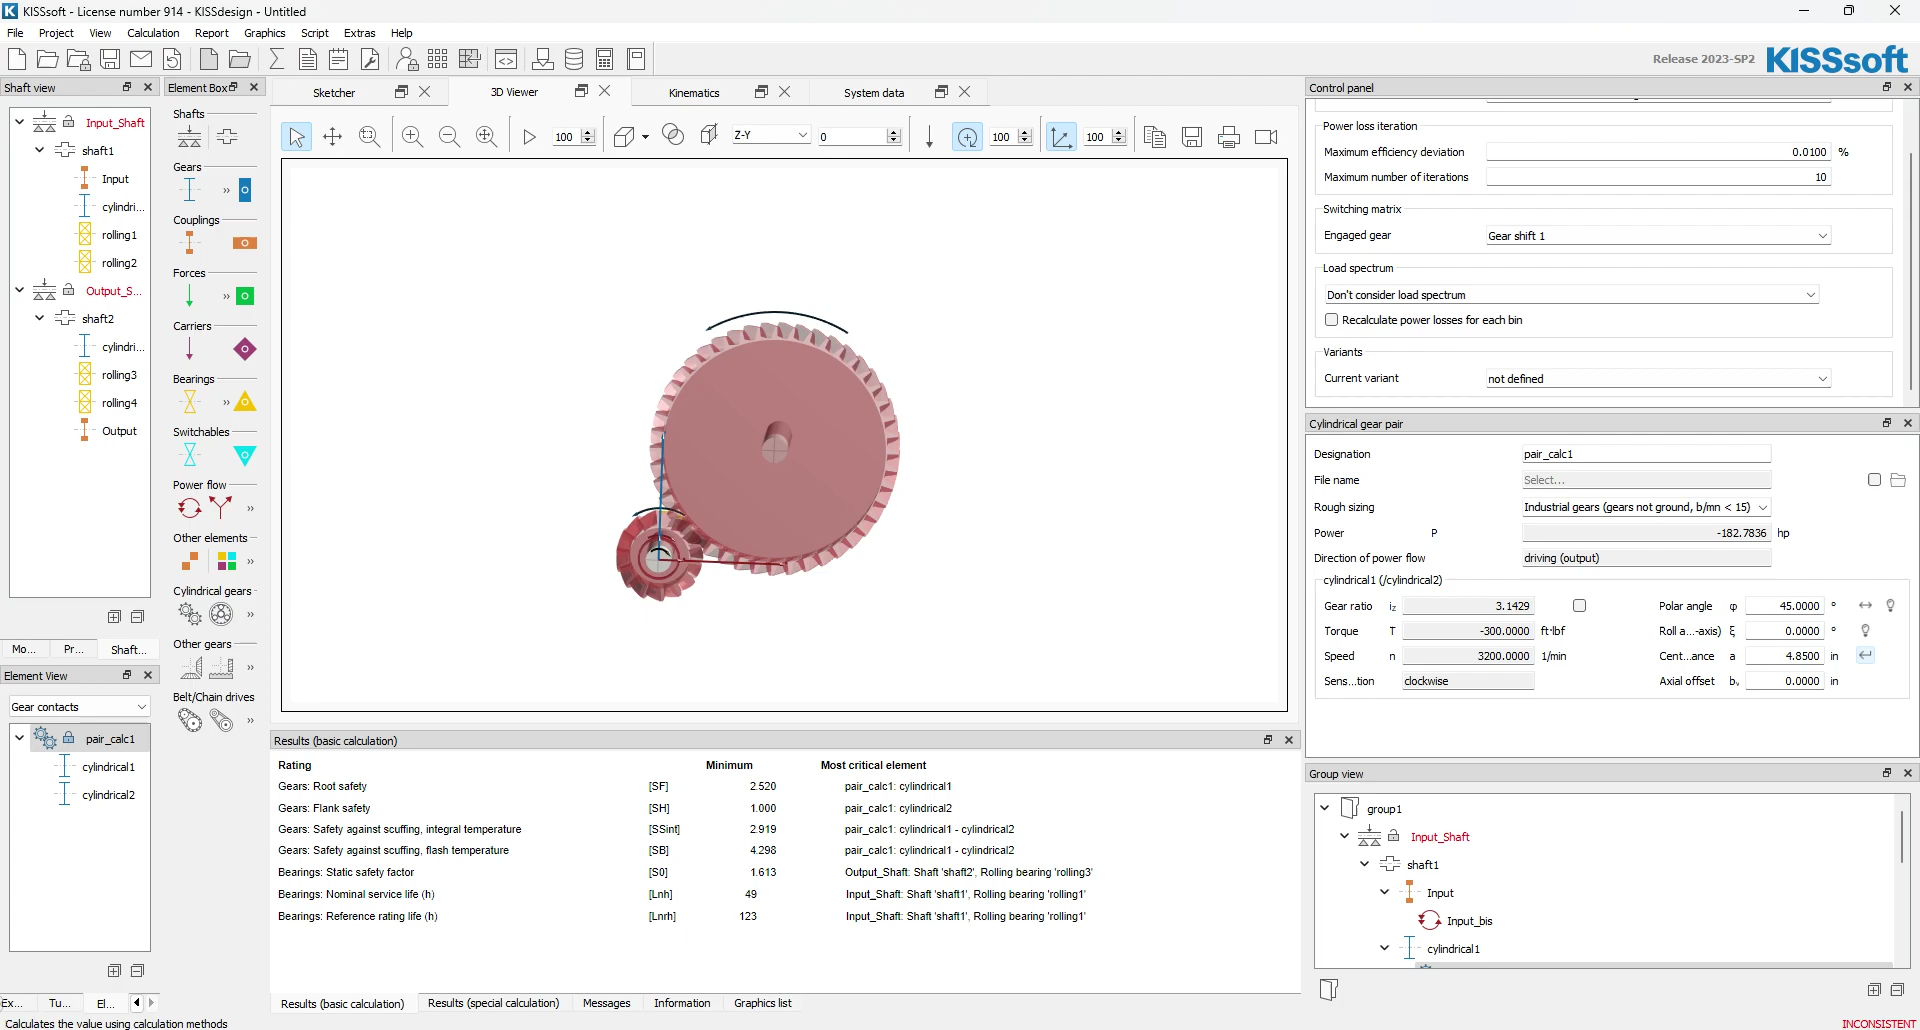 KISSsoft - License number 914 - KISSdesign - Untitled
File Project View Calculation Report Graphics Script Extras Help
Release 2023-SP2 KISSsoft
Shaft view
Input_Shaft
shaft1
Input
cylindri...
rolling1
rolling2
Output_S...
shaft2
cylindri...
rolling3
rolling4
Output
Mo... Pr... Shaft...
Element View
Gear contacts
pair_calc1
cylindrical1
cylindrical2
Ex... Tu... El...
Calculates the value using calculation methods
Element Box
Shafts
Gears
Couplings
Forces
Carriers
Bearings
Switchables
Power flow
Other elements
Cylindrical gears
Other gears
Belt/Chain drives
Sketcher 3D Viewer Kinematics System data
100 Z-Y 0 100 100
Results (basic calculation)
Rating Minimum Most critical element
Gears: Root safety [SF] 2.520 pair_calc1: cylindrical1
Gears: Flank safety [SH] 1.000 pair_calc1: cylindrical2
Gears: Safety against scuffing, integral temperature [SSint] 2.919 pair_calc1: cylindrical1 - cylindrical2
Gears: Safety against scuffing, flash temperature [SB] 4.298 pair_calc1: cylindrical1 - cylindrical2
Bearings: Static safety factor [S0] 1.613 Output_Shaft: Shaft 'shaft2', Rolling bearing 'rolling3'
Bearings: Nominal service life (h) [Lnh] 49 Input_Shaft: Shaft 'shaft1', Rolling bearing 'rolling1'
Bearings: Reference rating life (h) [Lnrh] 123 Input_Shaft: Shaft 'shaft1', Rolling bearing 'rolling1'
Results (basic calculation) Results (special calculation) Messages Information Graphics list
Control panel
Power loss iteration
Maximum efficiency deviation 0.0100 %
Maximum number of iterations 10
Switching matrix
Engaged gear Gear shift 1
Load spectrum
Don't consider load spectrum
Recalculate power losses for each bin
Variants
Current variant not defined
Cylindrical gear pair
Designation pair_calc1
File name Select...
Rough sizing Industrial gears (gears not ground, b/mn < 15)
Power P -182.7836 hp
Direction of power flow driving (output)
cylindrical1 (/cylindrical2)
Gear ratio iz 3.1429 Polar angle φ 45.0000 °
Torque T -300.0000 ft·lbf Roll a...-axis) ξ 0.0000 °
Speed n 3200.0000 1/min Cent...ance a 4.8500 in
Sens...tion clockwise Axial offset bv 0.0000 in
Group view
group1
Input_Shaft
shaft1
Input
Input_bis
cylindrical1
INCONSISTENT